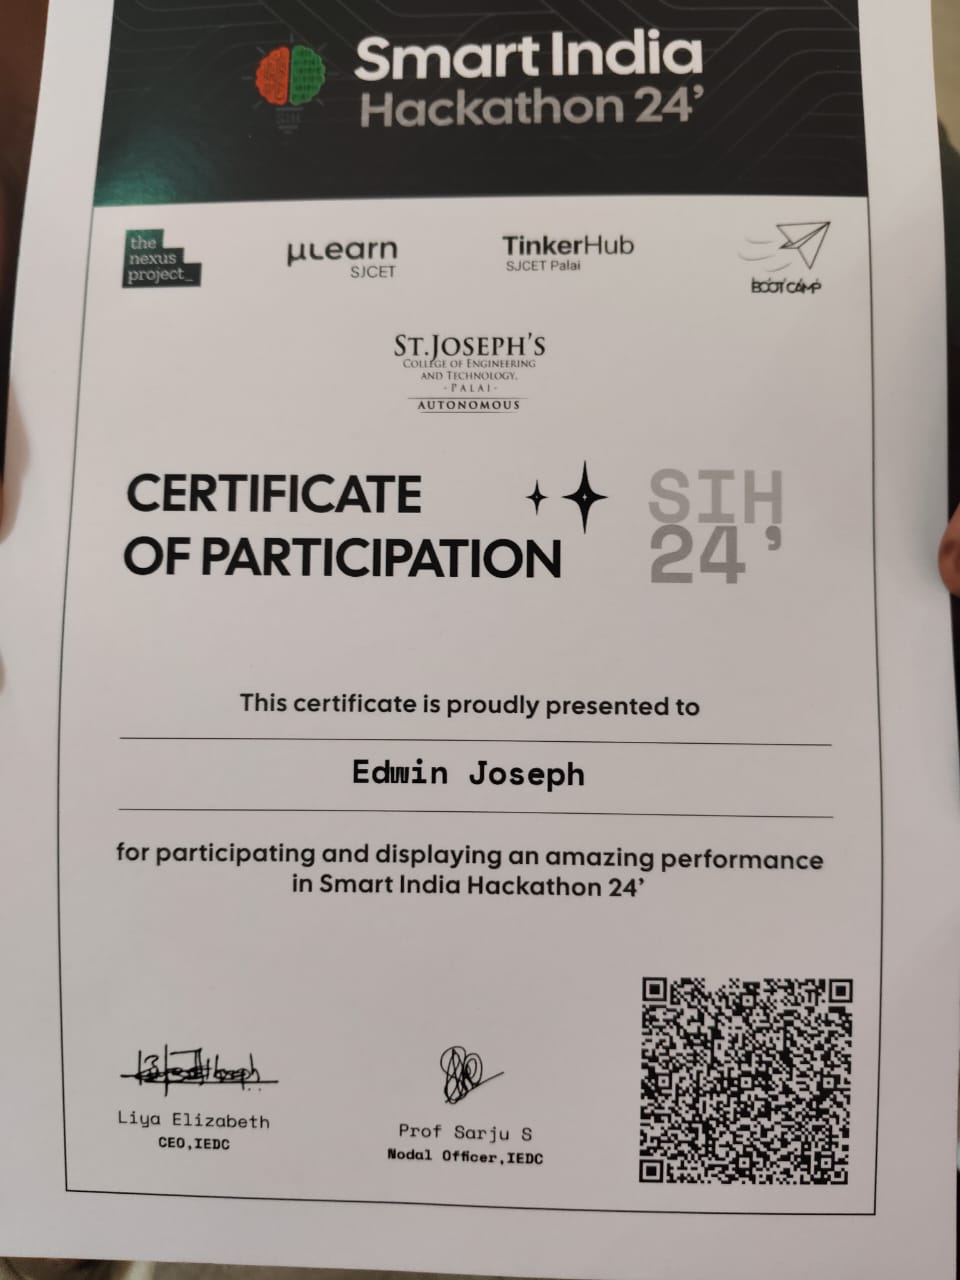 Smart India
Hackathon 24'
the
nexus
project_
µLearn
SJCET
TinkerHub
SJCET Palai
BOOTCAMP
ST.JOSEPH'S
COLLEGE OF ENGINEERING
AND TECHNOLOGY,
- PALAI -
AUTONOMOUS
CERTIFICATE
OF PARTICIPATION
SIH
24'
This certificate is proudly presented to
Edwin Joseph
for participating and displaying an amazing performance
in Smart India Hackathon 24'
Liya Elizabeth
CEO,IEDC
Prof Sarju S
Nodal Officer,IEDC